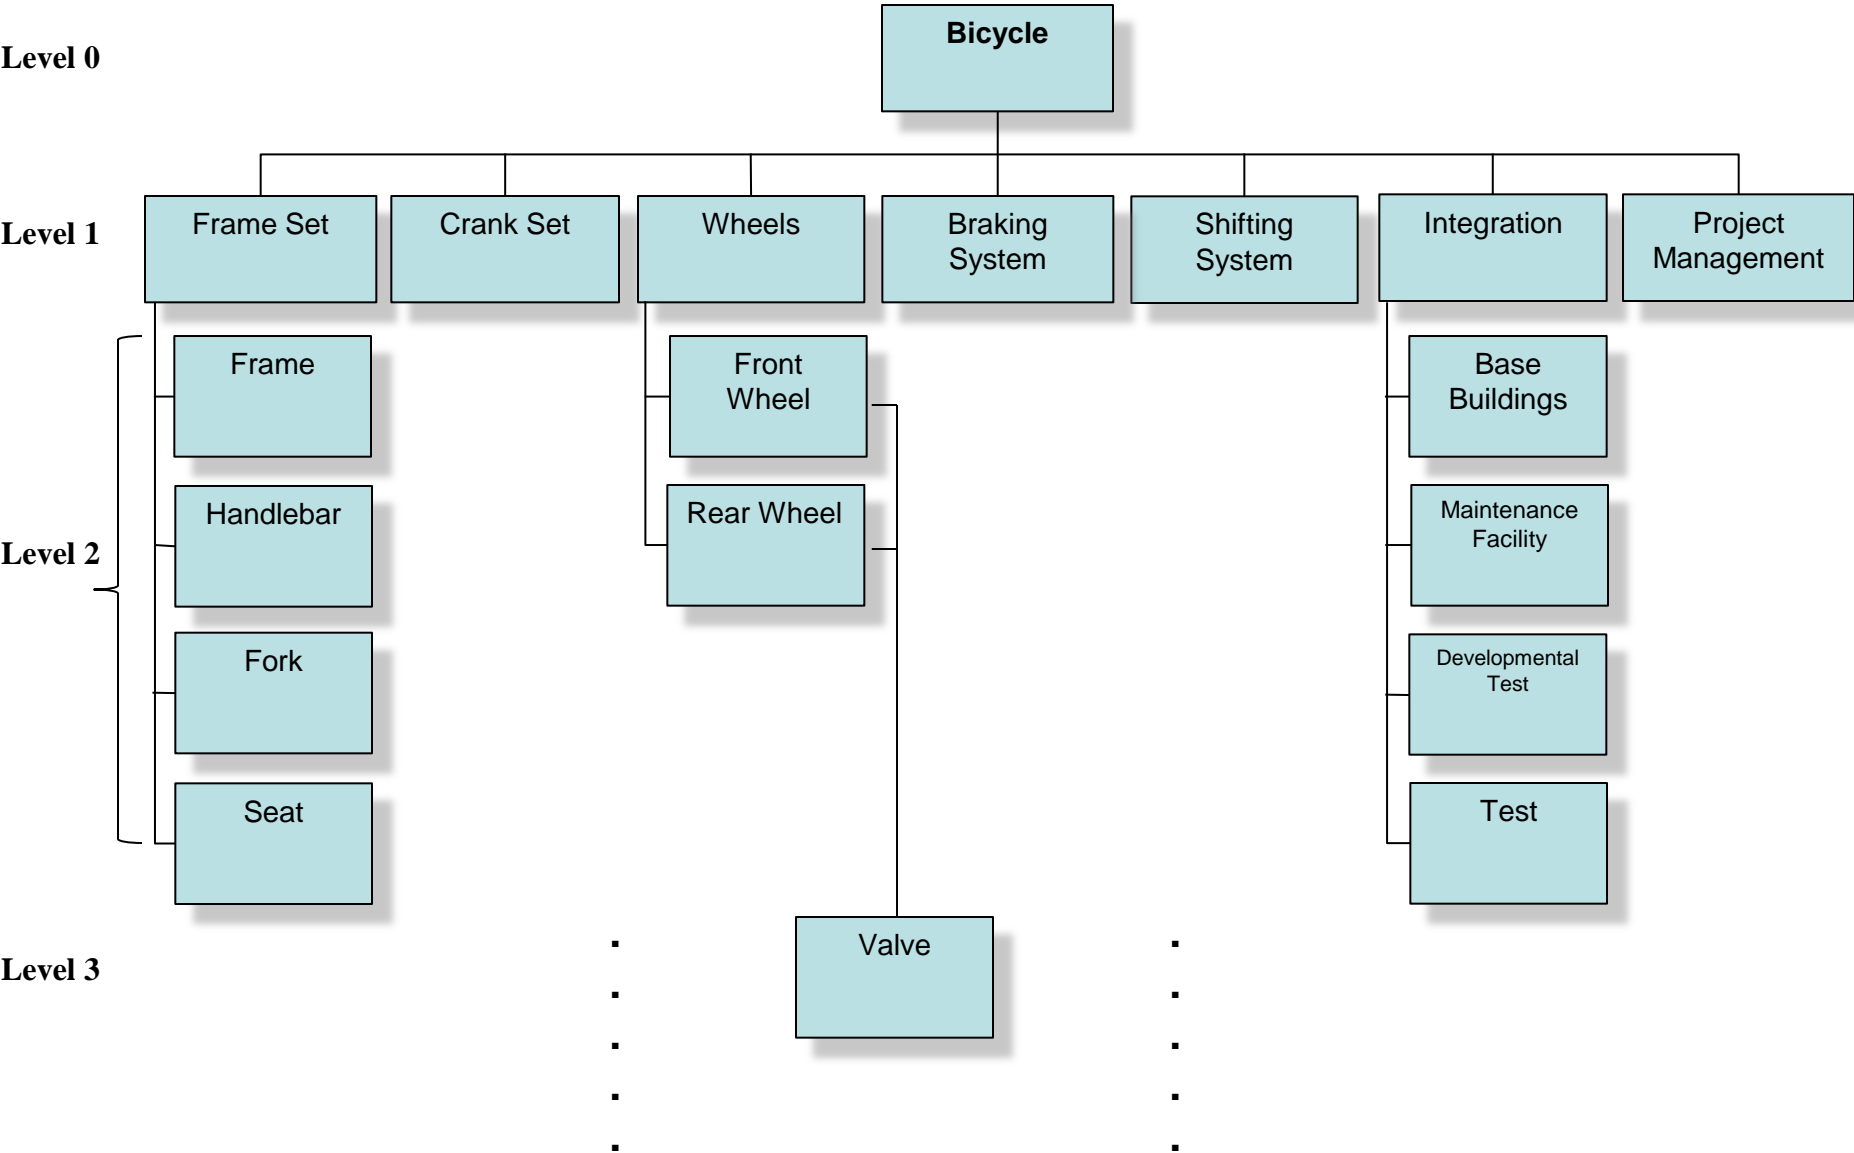 Bicycle
Level 0
Level 1
Frame Set
Crank Set
Wheels
Braking
System
Shifting
System
Integration
Project
Management
Level 2
Frame
Handlebar
Fork
Seat
Front
Wheel
Rear Wheel
Base
Buildings
Maintenance
Facility
Developmental
Test
Test
Level 3
Valve